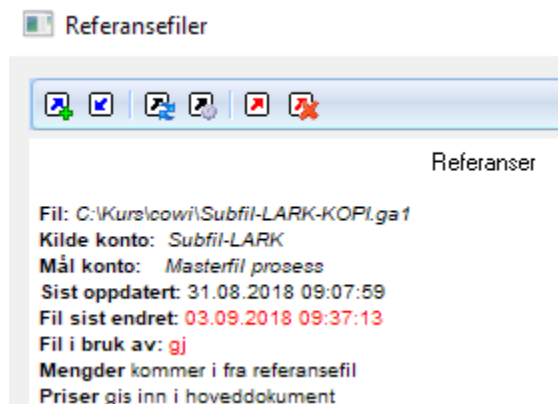 Referansefiler
Referanser
Fil: C:\Kurs\cowi\Subfil-LARK-KOPI.ga1
Kilde konto: Subfil-LARK
Mål konto: Masterfil prosess
Sist oppdatert: 31.08.2018 09:07:59
Fil sist endret: 03.09.2018 09:37:13
Fil i bruk av: gj
Mengder kommer i fra referansefil
Priser gis inn i hoveddokument